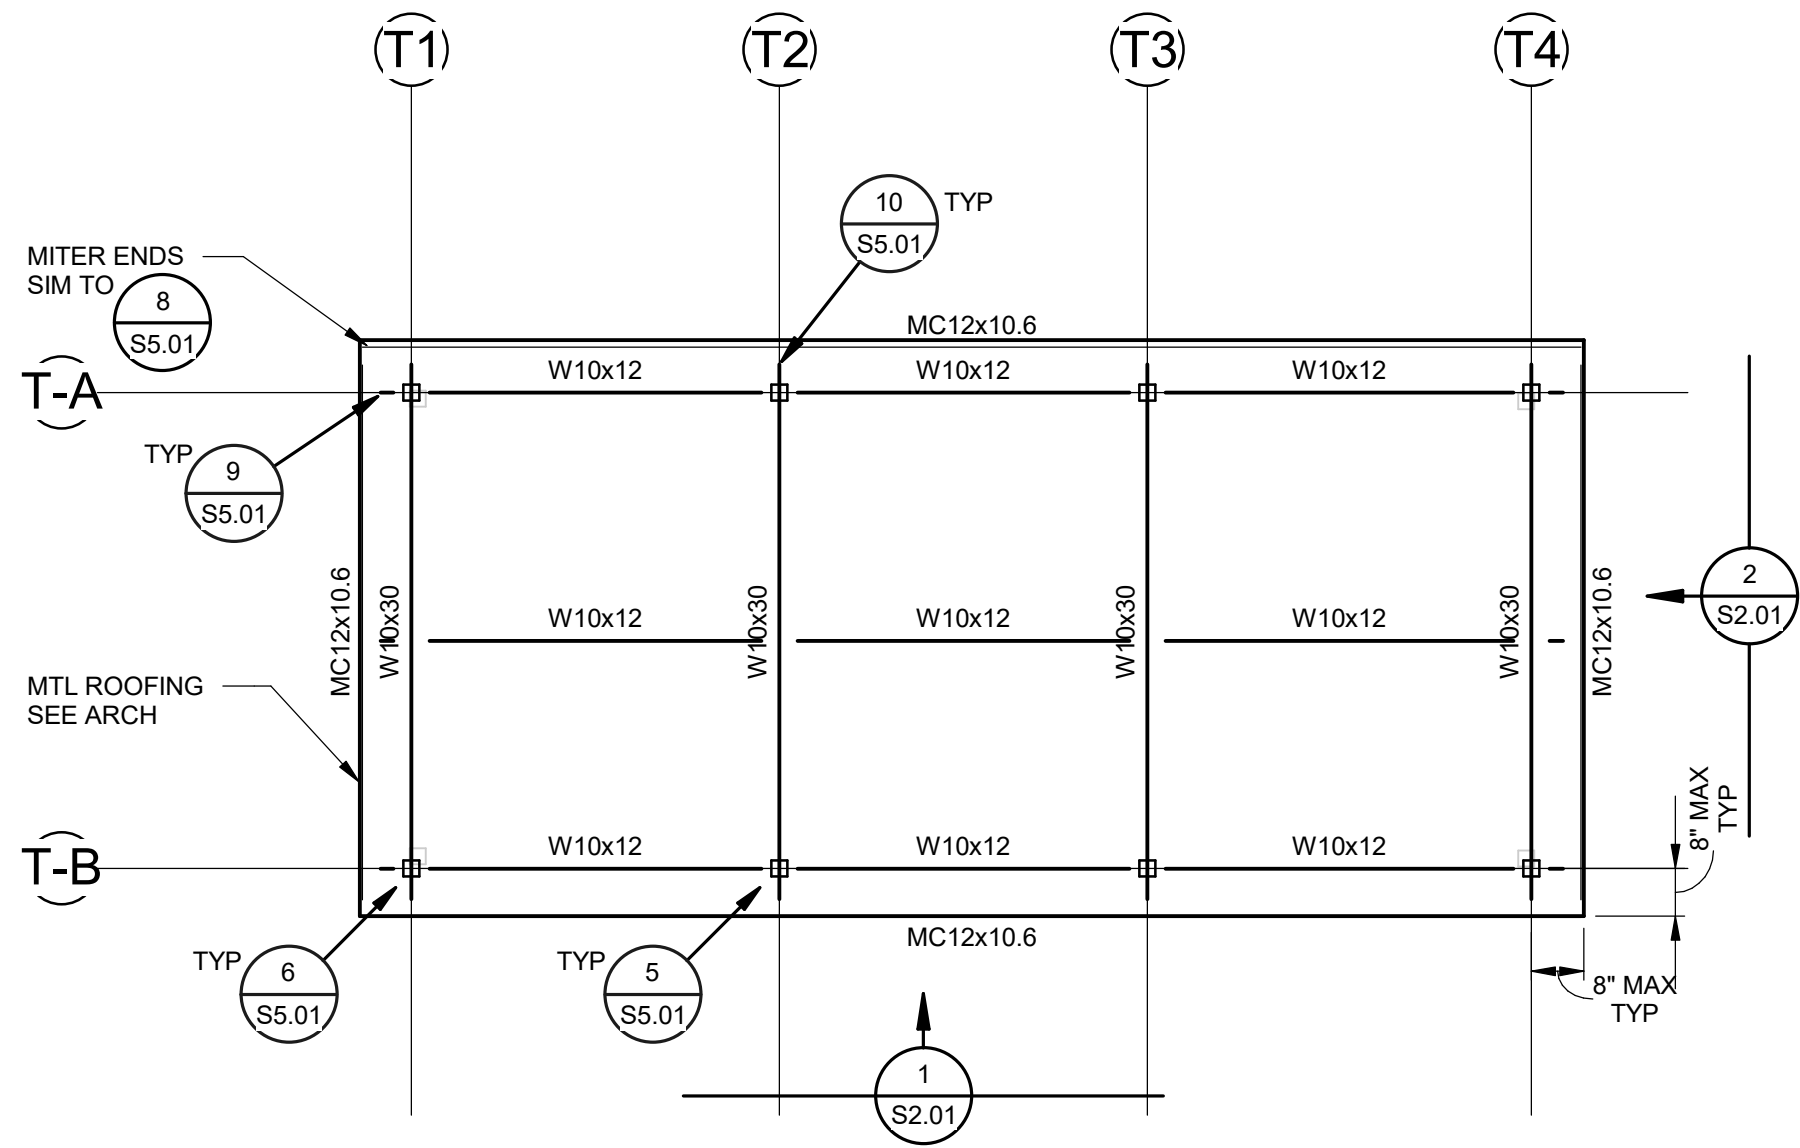 T1
T2
T3
T4
10
S5.01
TYP
MITER ENDS
SIM TO
8
S5.01
MC12x10.6
W10x12
W10x12
W10x12
T-A
TYP
9
S5.01
MC12x10.6
W10x30
W10x12
W10x30
W10x12
W10x30
W10x12
W10x30
MC12x10.6
2
S2.01
MTL ROOFING
SEE ARCH
8" MAX
TYP
T-B
W10x12
W10x12
W10x12
MC12x10.6
TYP
6
S5.01
TYP
5
S5.01
8" MAX
TYP
1
S2.01